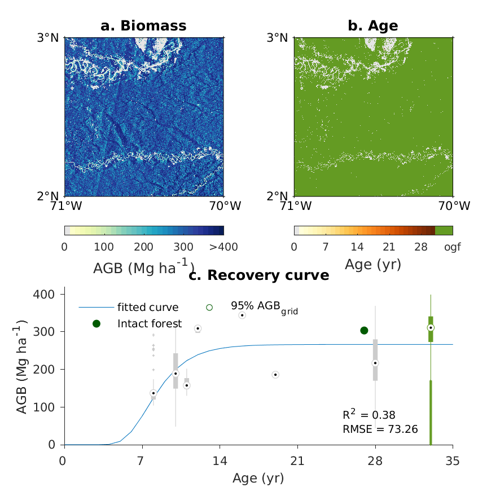 a. Biomass
b. Age
3°N
2°N
71°W
70°W
3°N
2°N
71°W
70°W
0 100 200 300 >400
AGB (Mg ha⁻¹)
0 7 14 21 28 ogf
Age (yr)
c. Recovery curve
400
300
200
100
0
AGB (Mg ha⁻¹)
fitted curve
95% AGB_grid
Intact forest
R² = 0.38
RMSE = 73.26
0 7 14 21 28 35
Age (yr)